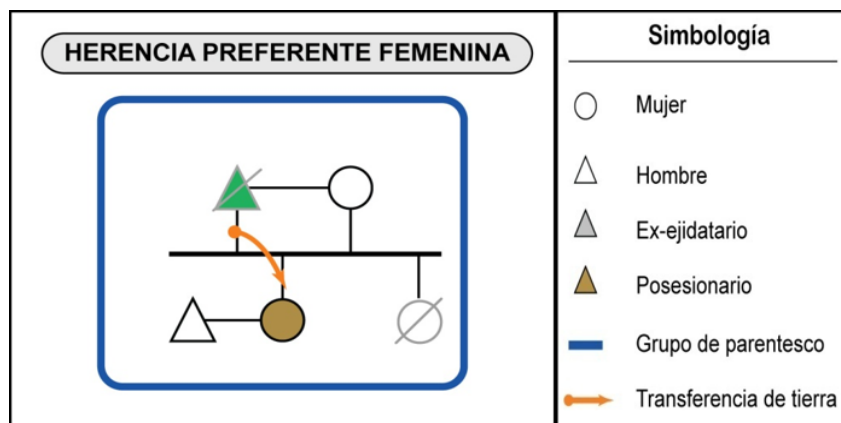 HERENCIA PREFERENTE FEMENINA
Simbología
Mujer
Hombre
Ex-ejidatario
Posesionario
Grupo de parentesco
Transferencia de tierra